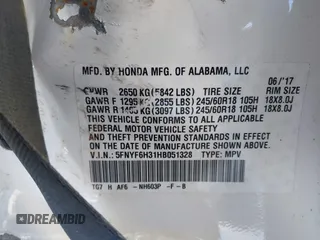 MFD. BY HONDA MFG. OF ALABAMA, LLC 06/'17
GVWR 2650 KG(5842 LBS) TIRE SIZE RIM SIZE
GAWR F 1295 KG(2855 LBS) 245/60R18 105H 18X8.0J
GAWR R 1405 KG(3097 LBS) 245/60R18 105H 18X8.0J
THIS VEHICLE CONFORMS TO ALL APPLICABLE
FEDERAL MOTOR VEHICLE SAFETY
STANDARDS IN EFFECT ON THE
DATE OF MANUFACTURE SHOWN ABOVE.
V.I.N.: 5FNYF6H31HB051328 TYPE: MPV
TG7 H AF6 -NH603P -F-B
DREAMBID